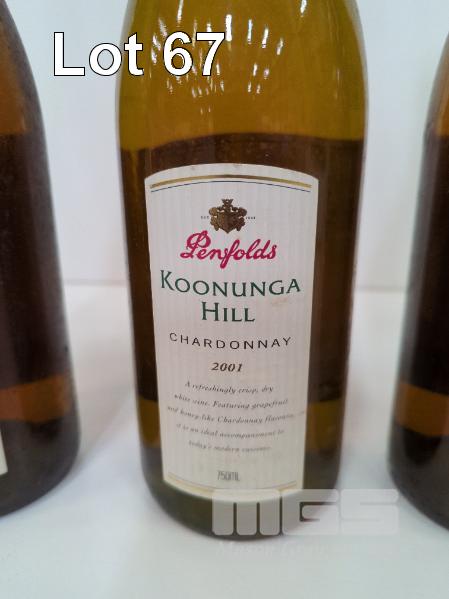 Lot 67
Penfolds
KOONUNGA
HILL
CHARDONNAY
2001
A refreshingly crisp, dry
white wine. Featuring grapefruit
and honey-like Chardonnay flavours,
it is an ideal accompaniment to
today's modern cuisines.
750ML
MGS